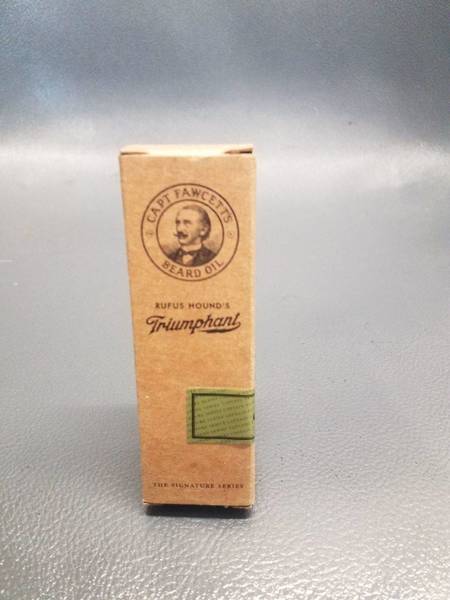 CAPT FAWCETT'S
BEARD OIL
RUFUS HOUND'S
Triumphant
THE SIGNATURE SERIES